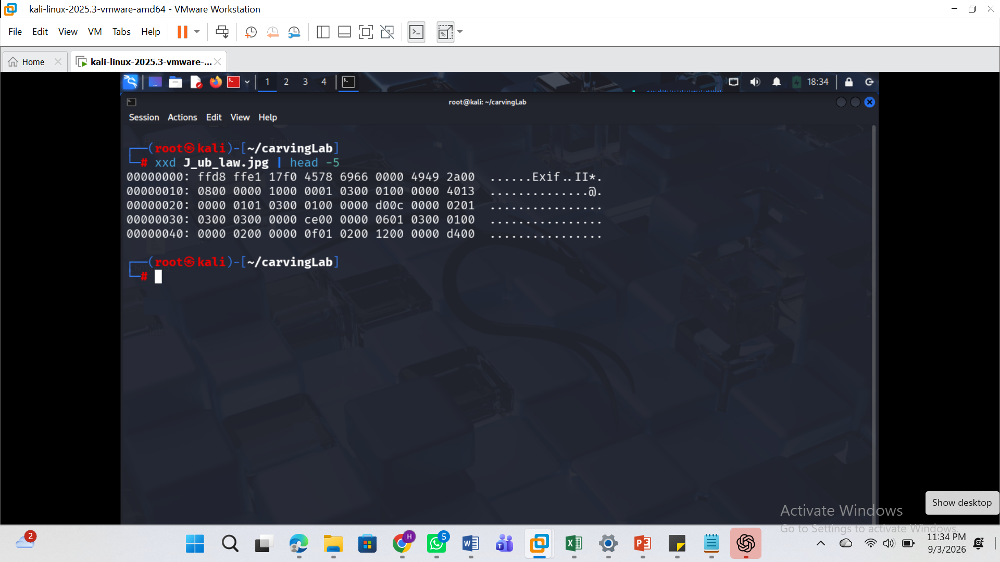 kali-linux-2025.3-vmware-amd64 - VMware Workstation
File Edit View VM Tabs Help
Home
kali-linux-2025.3-vmware-...
1 2 3 4
18:34
root@kali: ~/carvingLab
Session Actions Edit View Help
┌──(root㉿kali)-[~/carvingLab]
└─# xxd J_ub_law.jpg | head -5
00000000: ffd8 ffe1 17f0 4578 6966 0000 4949 2a00 ......Exif..II*.
00000010: 0800 0000 1000 0001 0300 0100 0000 4013 ..............@.
00000020: 0000 0101 0300 0100 0000 d00c 0000 0201 ................
00000030: 0300 0300 0000 ce00 0000 0601 0300 0100 ................
00000040: 0000 0200 0000 0f01 0200 1200 0000 d400 ................
┌──(root㉿kali)-[~/carvingLab]
└─#
Show desktop
Activate Windows
Go to Settings to activate Windows.
2
H
5
11:34 PM
9/3/2026